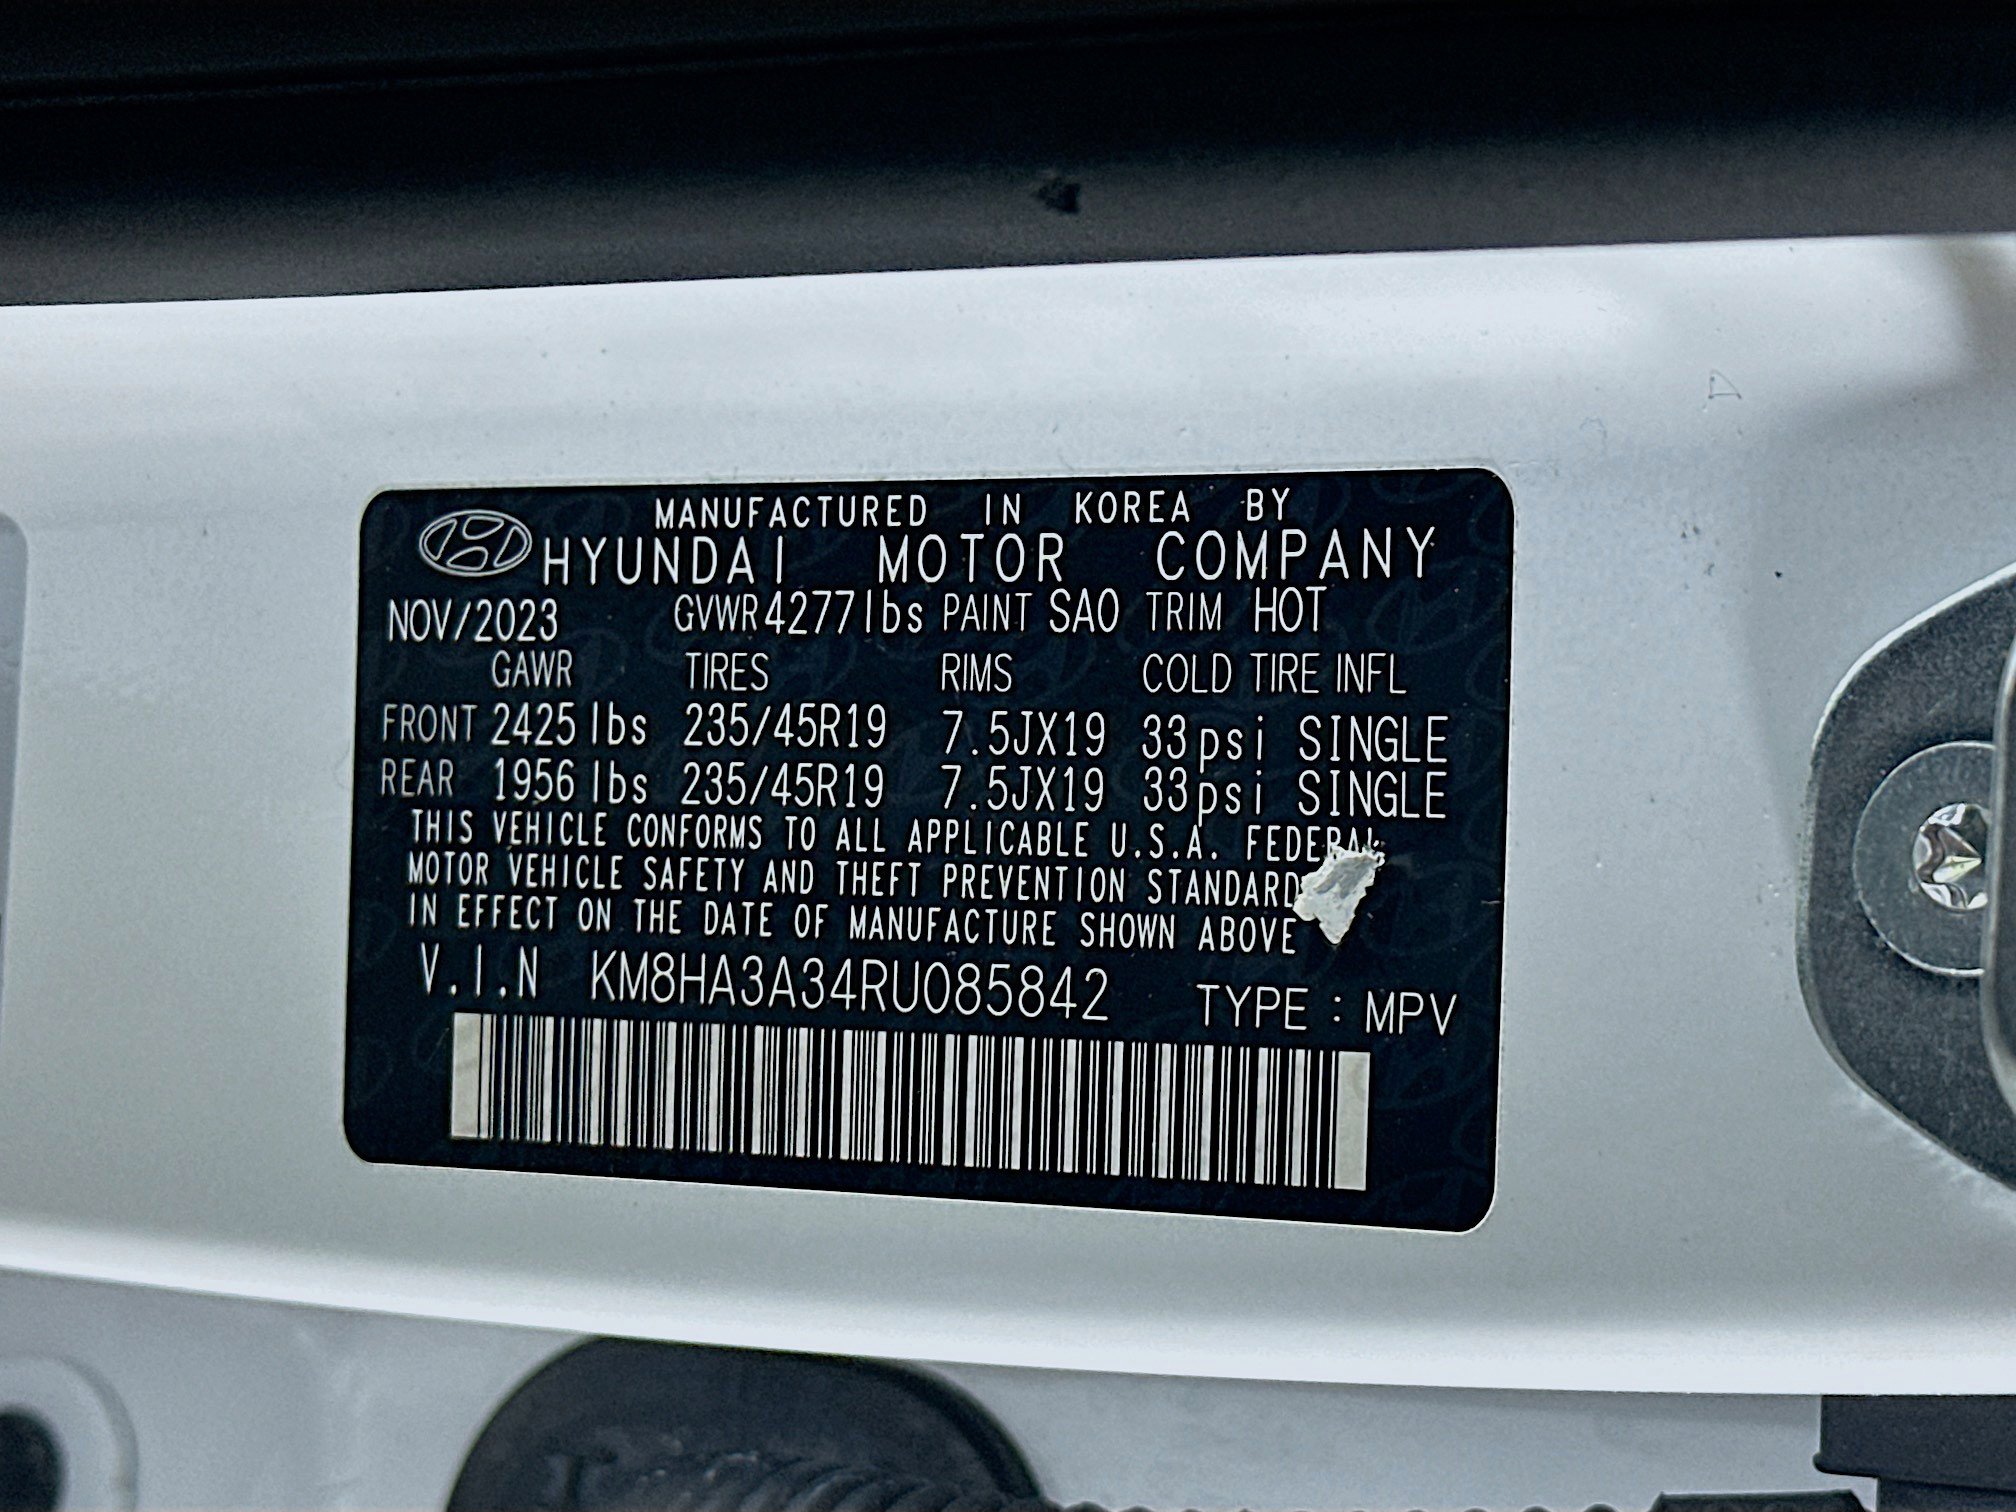 MANUFACTURED IN KOREA BY
HYUNDAI MOTOR COMPANY
NOV/2023 GVWR 4277lbs PAINT SAO TRIM HOT
GAWR TIRES RIMS COLD TIRE INFL
FRONT 2425 lbs 235/45R19 7.5JX19 33psi SINGLE
REAR 1956 lbs 235/45R19 7.5JX19 33psi SINGLE
THIS VEHICLE CONFORMS TO ALL APPLICABLE U.S.A. FEDERAL
MOTOR VEHICLE SAFETY AND THEFT PREVENTION STANDARD
IN EFFECT ON THE DATE OF MANUFACTURE SHOWN ABOVE
V.I.N KM8HA3A34RU085842 TYPE : MPV